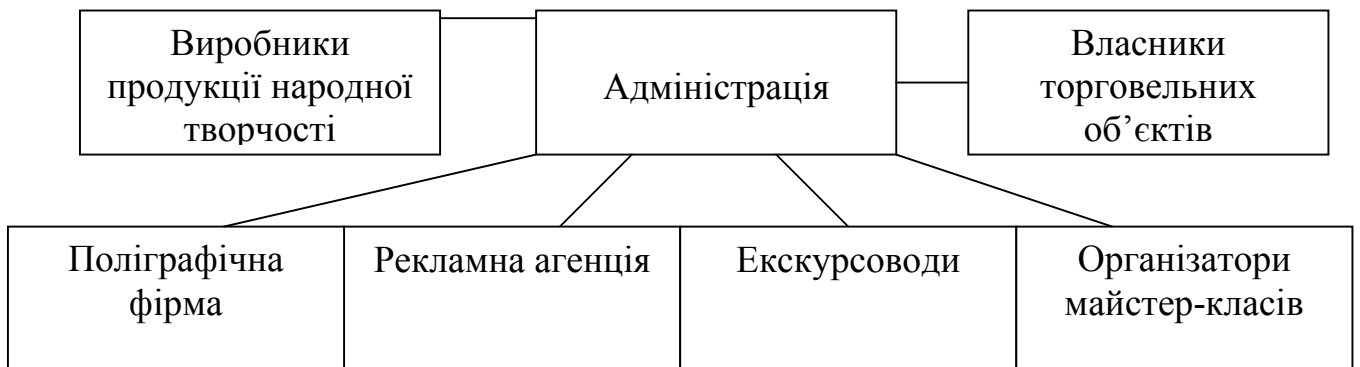 Виробники
продукції народної
творчості
Адміністрація
Власники
торговельних
об’єктів
Поліграфічна
фірма
Рекламна агенція
Екскурсоводи
Організатори
майстер-класів